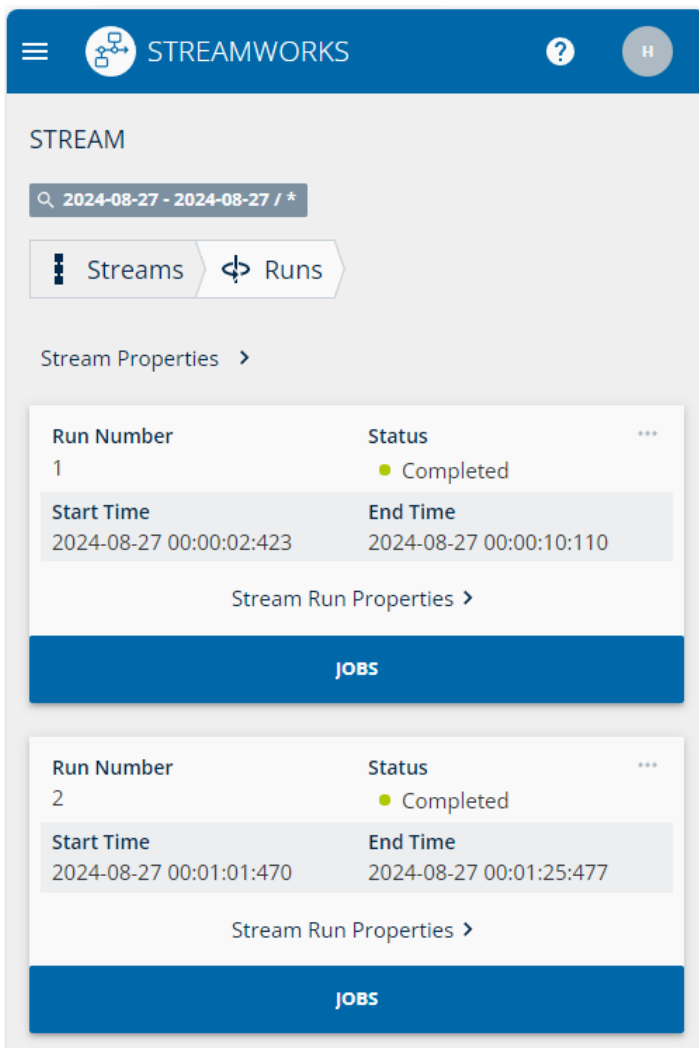 STREAMWORKS ? H
STREAM
2024-08-27 - 2024-08-27 / *
Streams Runs
Stream Properties >
Run Number Status ...
1 Completed
Start Time End Time
2024-08-27 00:00:02:423 2024-08-27 00:00:10:110
Stream Run Properties >
JOBS
Run Number Status ...
2 Completed
Start Time End Time
2024-08-27 00:01:01:470 2024-08-27 00:01:25:477
Stream Run Properties >
JOBS